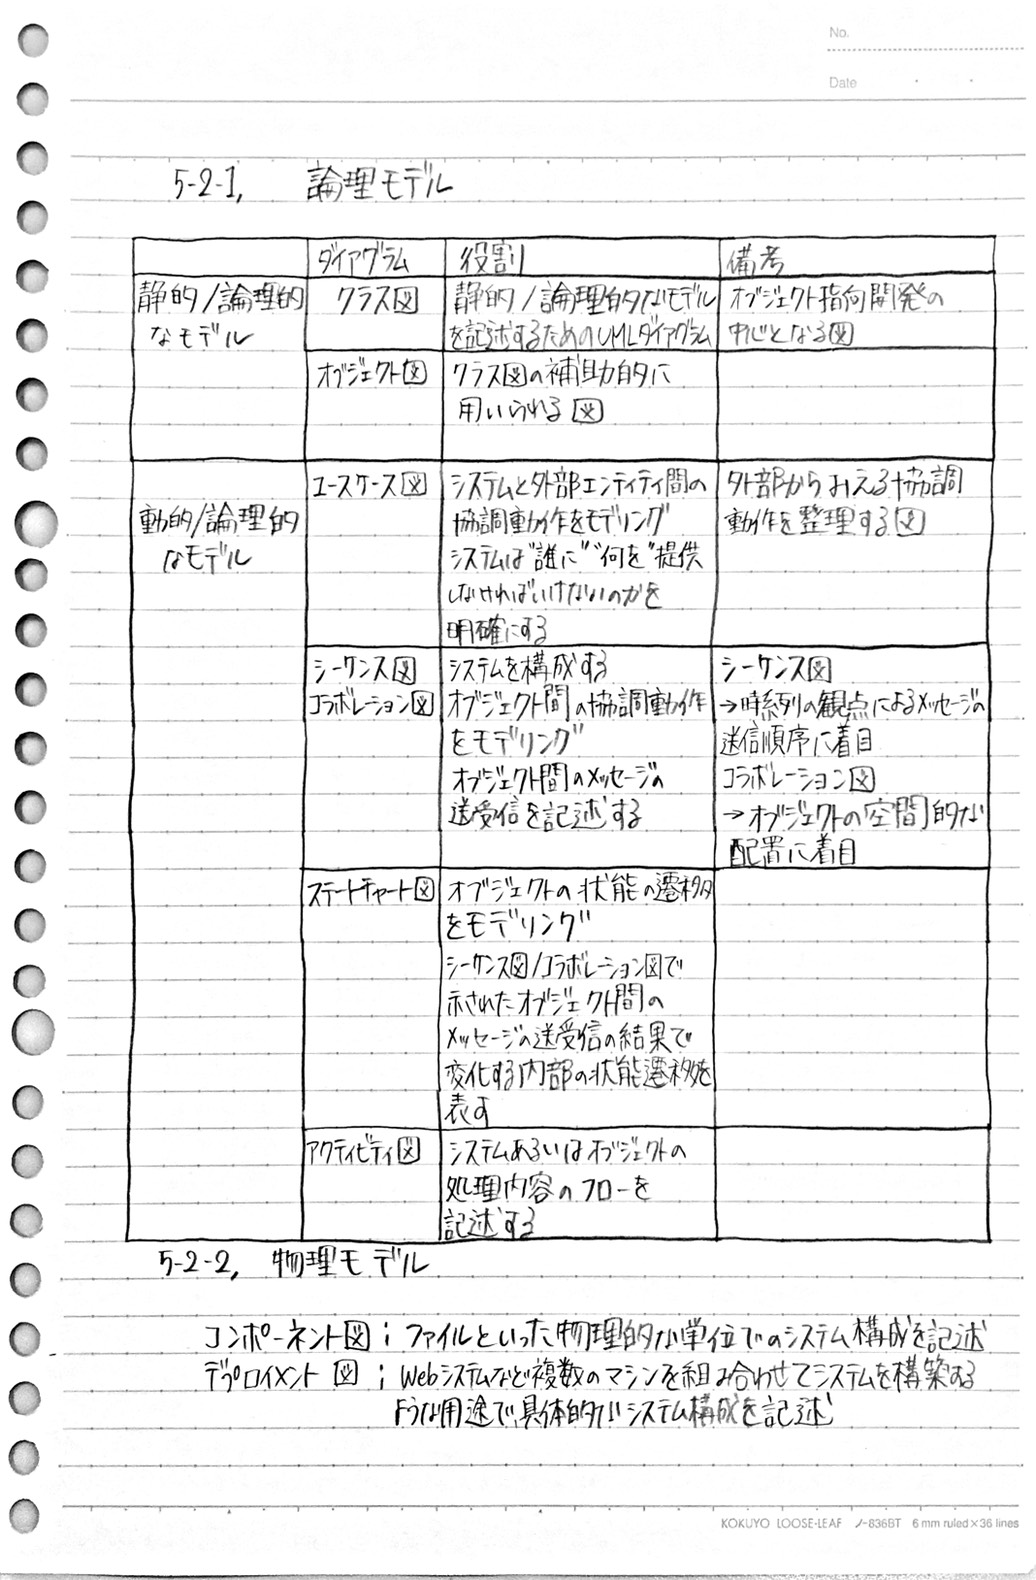 No.
Date
5-2-1, 論理モデル
ダイアグラム 役割 備考
静的/論理的
なモデル
クラス図
静的/論理的なモデル
を記述するためのUMLダイアグラム
オブジェクト指向開発の
中心となる図
オブジェクト図
クラス図の補助的に
用いられる図
動的/論理的
なモデル
ユースケース図
システムと外部エンティティ間の
協調動作をモデリング
システムは"誰に""何を"提供
しなければいけないのかを
明確にする
外部からみえる協調
動作を整理する図
シーケンス図
コラボレーション図
システムを構成する
オブジェクト間の協調動作
をモデリング
オブジェクト間のメッセージの
送受信を記述する
シーケンス図
→時系列の観点によるメッセージの
送信順序に着目
コラボレーション図
→オブジェクトの「空間」的な
配置に着目
ステートチャート図
オブジェクトの状態の遷移
をモデリング
シーケンス図/コラボレーション図で
示されたオブジェクト間の
メッセージの送受信の結果で
変化する内部の状態遷移を
表す
アクティビティ図
システムあるいはオブジェクトの
処理内容のフローを
記述する
5-2-2, 物理モデル
コンポーネント図；ファイルといった物理的な単位でのシステム構成を記述
デプロイメント図；Webシステムなど複数のマシンを組み合わせてシステムを構築する
ような用途で、具体的なシステム構成を記述
KOKUYO LOOSE-LEAF ノ-836BT 6 mm ruled×36 lines